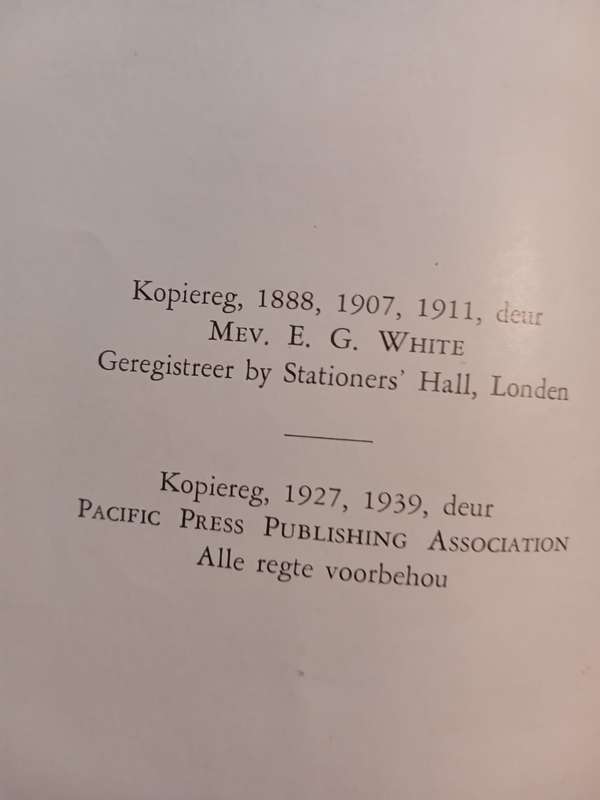 Kopiereg, 1888, 1907, 1911, deur
MEV. E. G. WHITE
Geregistreer by Stationers' Hall, Londen
Kopiereg, 1927, 1939, deur
PACIFIC PRESS PUBLISHING ASSOCIATION
Alle regte voorbehou